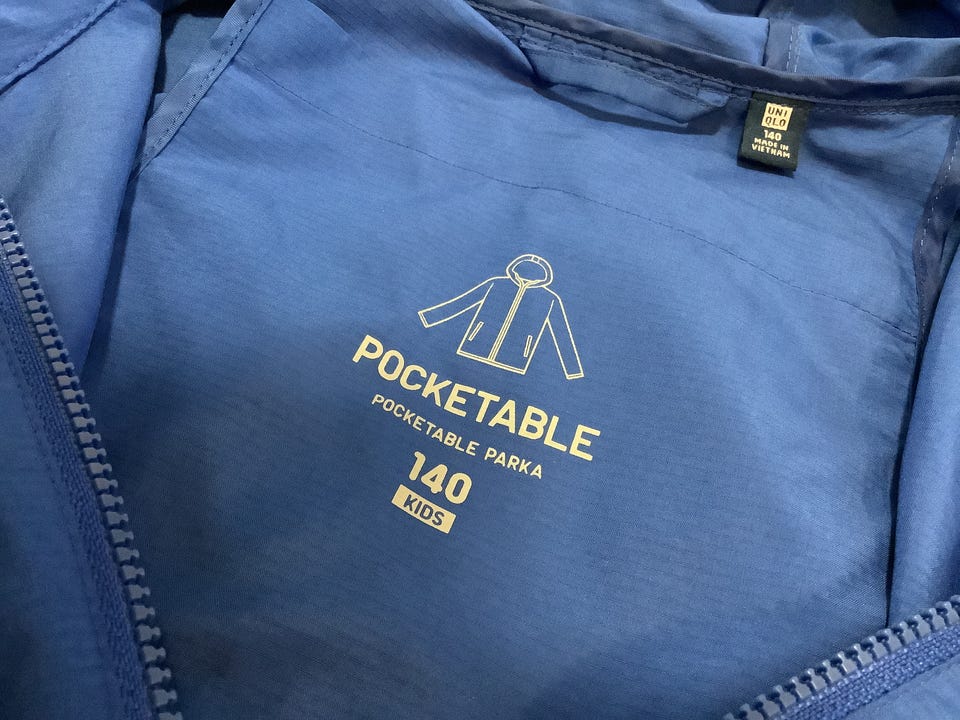 UNI
QLO
140
MADE IN
VIETNAM
POCKETABLE
POCKETABLE PARKA
140
KIDS